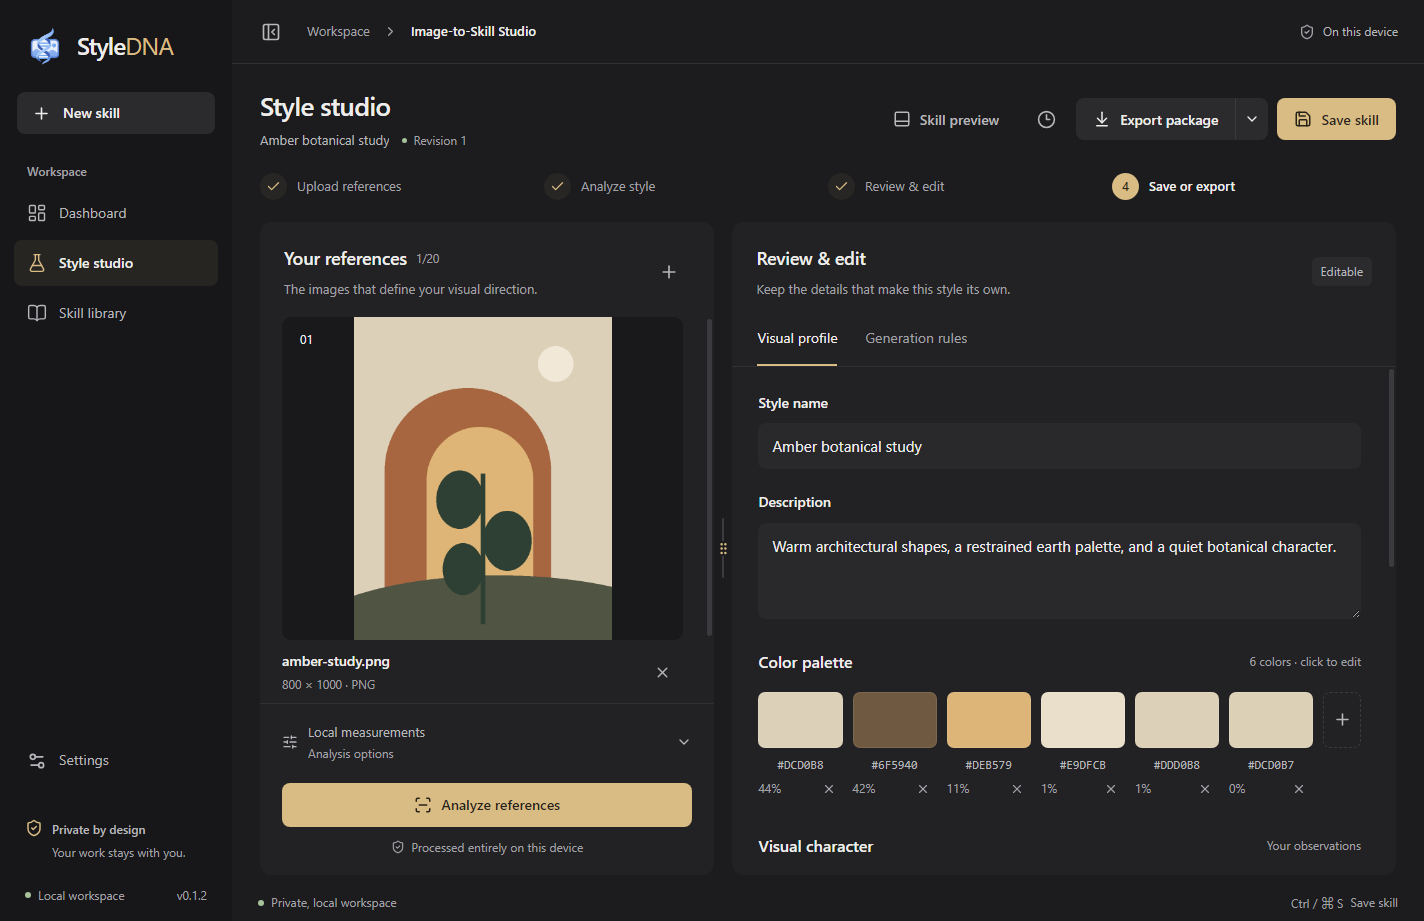 StyleDNA
New skill
Workspace
Dashboard
Style studio
Skill library
Settings
Private by design
Your work stays with you.
Local workspace v0.1.2
Workspace > Image-to-Skill Studio
On this device
Style studio
Amber botanical study • Revision 1
Skill preview
Export package
Save skill
Upload references
Analyze style
Review & edit
4 Save or export
Your references 1/20
The images that define your visual direction.
01
amber-study.png
800 × 1000 · PNG
Local measurements
Analysis options
Analyze references
Processed entirely on this device
Review & edit
Keep the details that make this style its own.
Editable
Visual profile Generation rules
Style name
Amber botanical study
Description
Warm architectural shapes, a restrained earth palette, and a quiet botanical character.
Color palette 6 colors · click to edit
#DCD0B8 #6F5940 #DEB579 #E9DFCB #DDD0B8 #DCD0B7
44% 42% 11% 1% 1% 0%
Visual character Your observations
Private, local workspace
Ctrl / ⌘ S Save skill